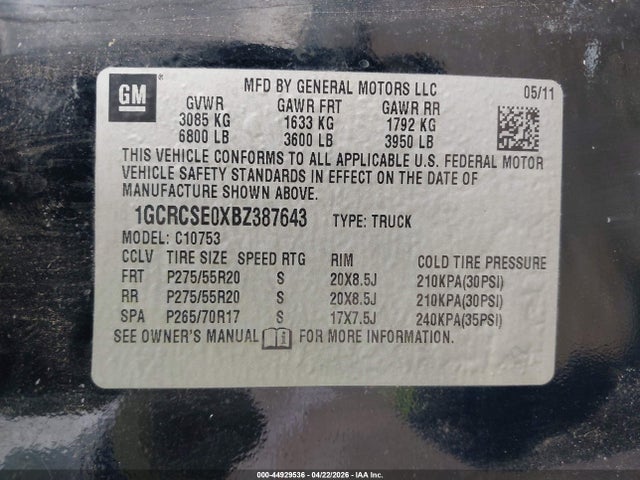 GM
MFD BY GENERAL MOTORS LLC 05/11
GVWR GAWR FRT GAWR RR
3085 KG 1633 KG 1792 KG
6800 LB 3600 LB 3950 LB
THIS VEHICLE CONFORMS TO ALL APPLICABLE U.S. FEDERAL MOTOR
VEHICLE SAFETY STANDARDS IN EFFECT ON THE DATE OF
MANUFACTURE SHOWN ABOVE.
1GCRCSE0XBZ387643 TYPE: TRUCK
MODEL: C10753
CCLV TIRE SIZE SPEED RTG RIM COLD TIRE PRESSURE
FRT P275/55R20 S 20X8.5J 210KPA(30PSI)
RR P275/55R20 S 20X8.5J 210KPA(30PSI)
SPA P265/70R17 S 17X7.5J 240KPA(35PSI)
SEE OWNER'S MANUAL FOR MORE INFORMATION.
000-44929536 - 04/22/2026 - IAA Inc.